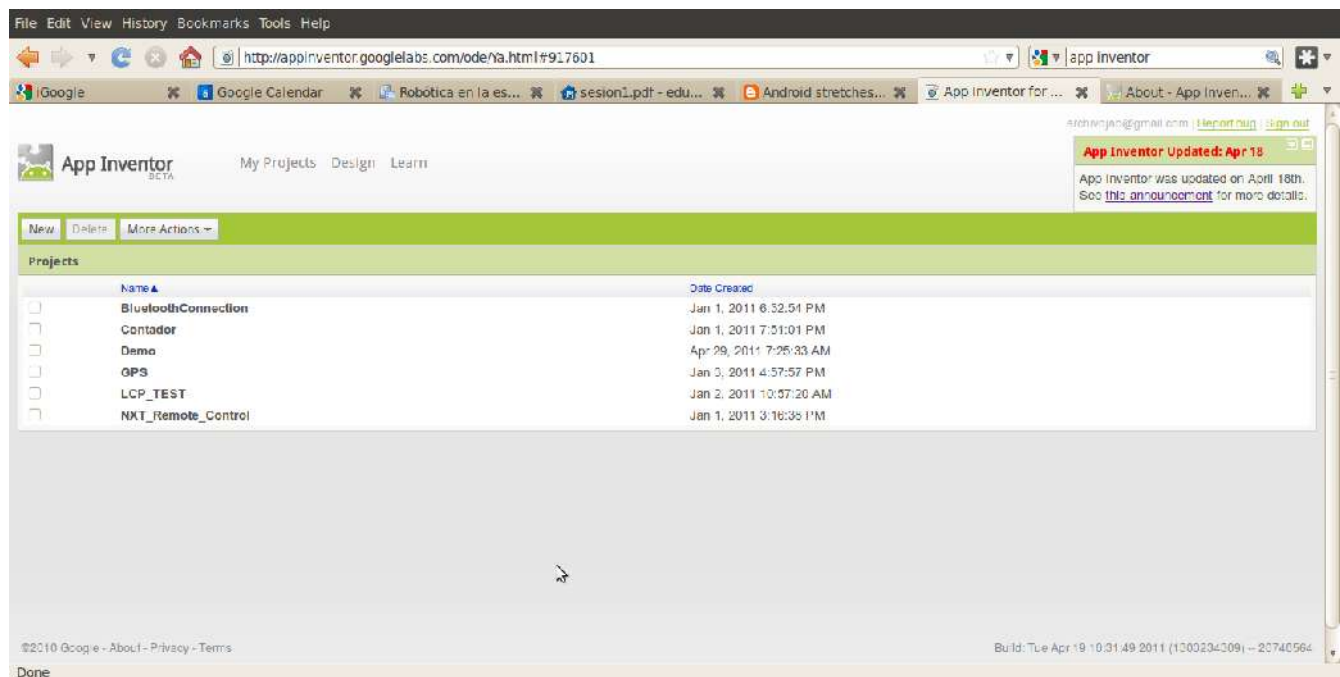 File Edit View History Bookmarks Tools Help
http://appinventor.googlelabs.com/ode/Ya.html#917601 app inventor
iGoogle Google Calendar Robótica en la es... sesion1.pdf - edu... Android stretches... App Inventor for ... About - App Inven...
archivojao@gmail.com | Report bug | Sign out
App Inventor BETA My Projects Design Learn
App Inventor Updated: Apr 18
App Inventor was updated on April 18th.
See this announcement for more details.
New Delete More Actions
Projects
Name Date Created
BluetoothConnection Jan 1, 2011 6:32:54 PM
Contador Jan 1, 2011 7:51:01 PM
Demo Apr 29, 2011 7:25:33 AM
GPS Jan 3, 2011 4:57:57 PM
LCP_TEST Jan 2, 2011 10:57:20 AM
NXT_Remote_Control Jan 1, 2011 3:16:38 PM
©2010 Google - About - Privacy - Terms
Build: Tue Apr 19 10:31:49 2011
Done